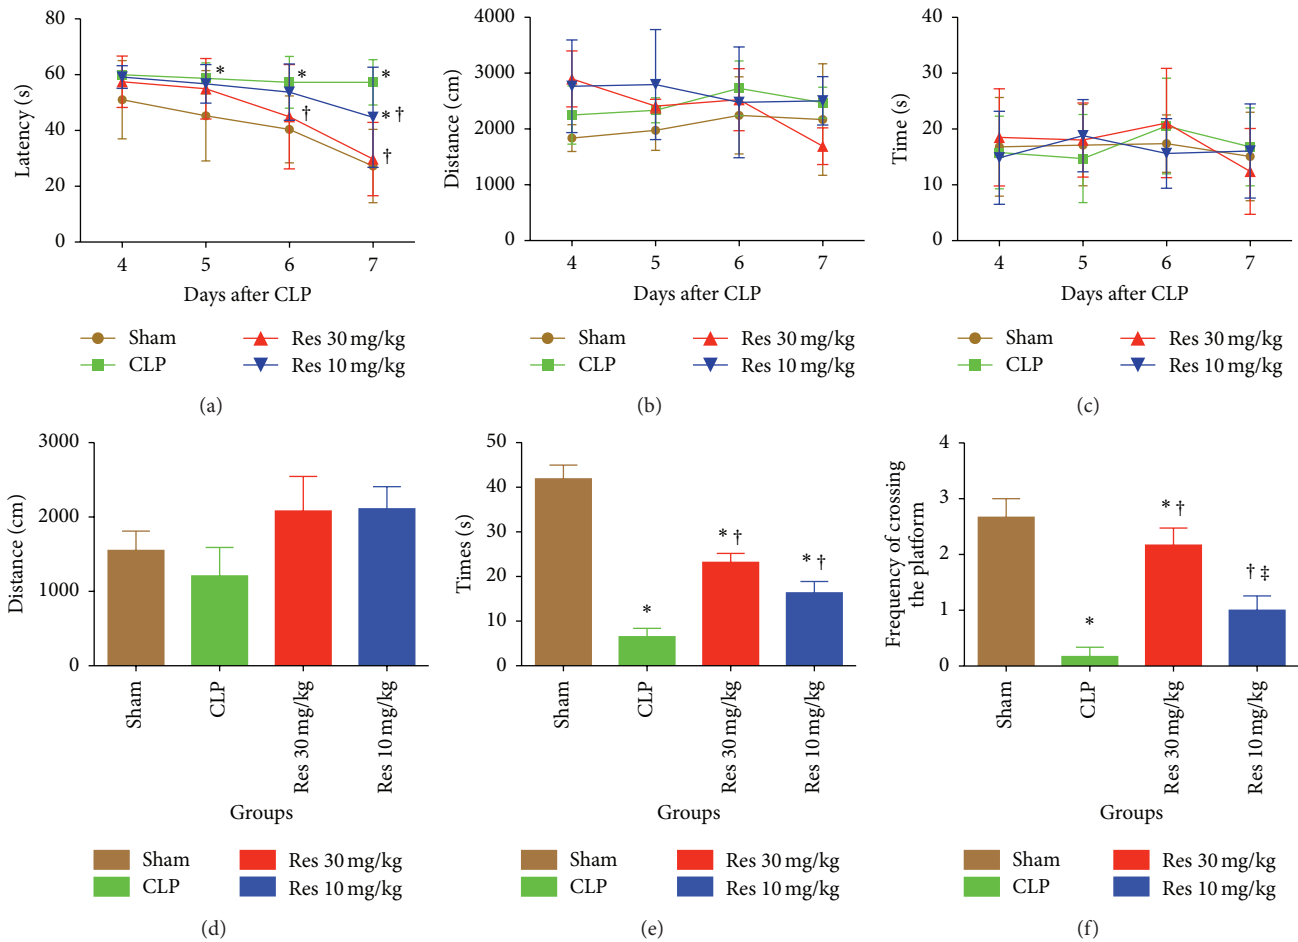 80
60
40
20
0
Latency (s)
*
*
*
†
* †
†
4 5 6 7
Days after CLP
Sham
CLP
Res 30 mg/kg
Res 10 mg/kg
(a)
4000
3000
2000
1000
0
Distance (cm)
4 5 6 7
Days after CLP
Sham
CLP
Res 30 mg/kg
Res 10 mg/kg
(b)
40
30
20
10
0
Time (s)
4 5 6 7
Days after CLP
Sham
CLP
Res 30 mg/kg
Res 10 mg/kg
(c)
3000
2000
1000
0
Distance (cm)
Sham
CLP
Res 30 mg/kg
Res 10 mg/kg
Groups
Sham
CLP
Res 30 mg/kg
Res 10 mg/kg
(d)
50
40
30
20
10
0
Times (s)
*
* †
* †
Sham
CLP
Res 30 mg/kg
Res 10 mg/kg
Groups
Sham
CLP
Res 30 mg/kg
Res 10 mg/kg
(e)
4
3
2
1
0
Frequency of crossing
the platform
*
* †
† ‡
Sham
CLP
Res 30 mg/kg
Res 10 mg/kg
Groups
Sham
CLP
Res 30 mg/kg
Res 10 mg/kg
(f)